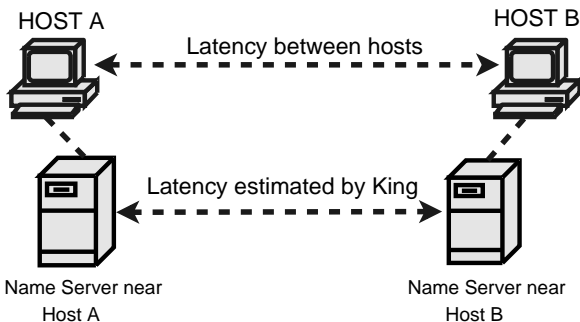 HOST A
HOST B
Latency between hosts
Latency estimated by King
Name Server near
Host A
Name Server near
Host B